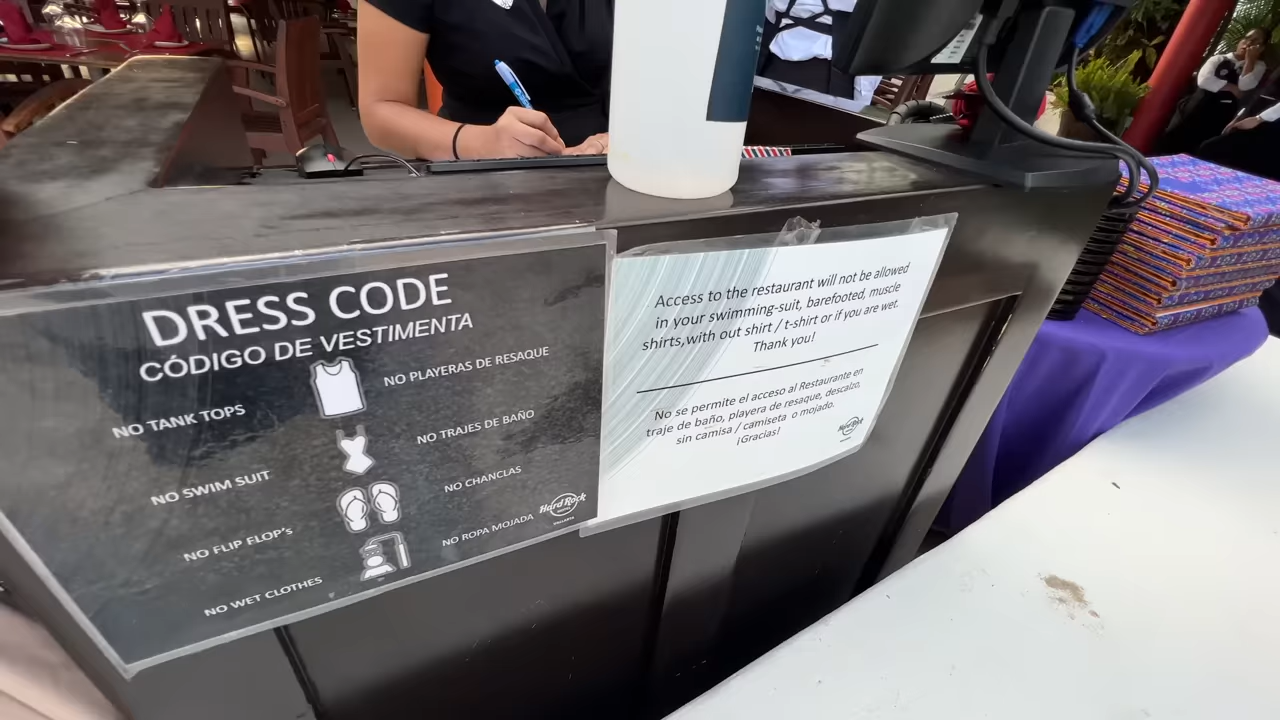 DRESS CODE
CÓDIGO DE VESTIMENTA
NO TANK TOPS
NO PLAYERAS DE RESAQUE
NO SWIM SUIT
NO TRAJES DE BAÑO
NO FLIP FLOP's
NO CHANCLAS
NO WET CLOTHES
NO ROPA MOJADA
Hard Rock
HOTEL
VALLARTA
Access to the restaurant will not be allowed
in your swimming-suit, barefooted, muscle
shirts,with out shirt / t-shirt or if you are wet.
Thank you!
No se permite el acceso al Restaurante en
traje de baño, playera de resaque, descalzo,
sin camisa / camiseta o mojado.
¡Gracias!
Hard Rock